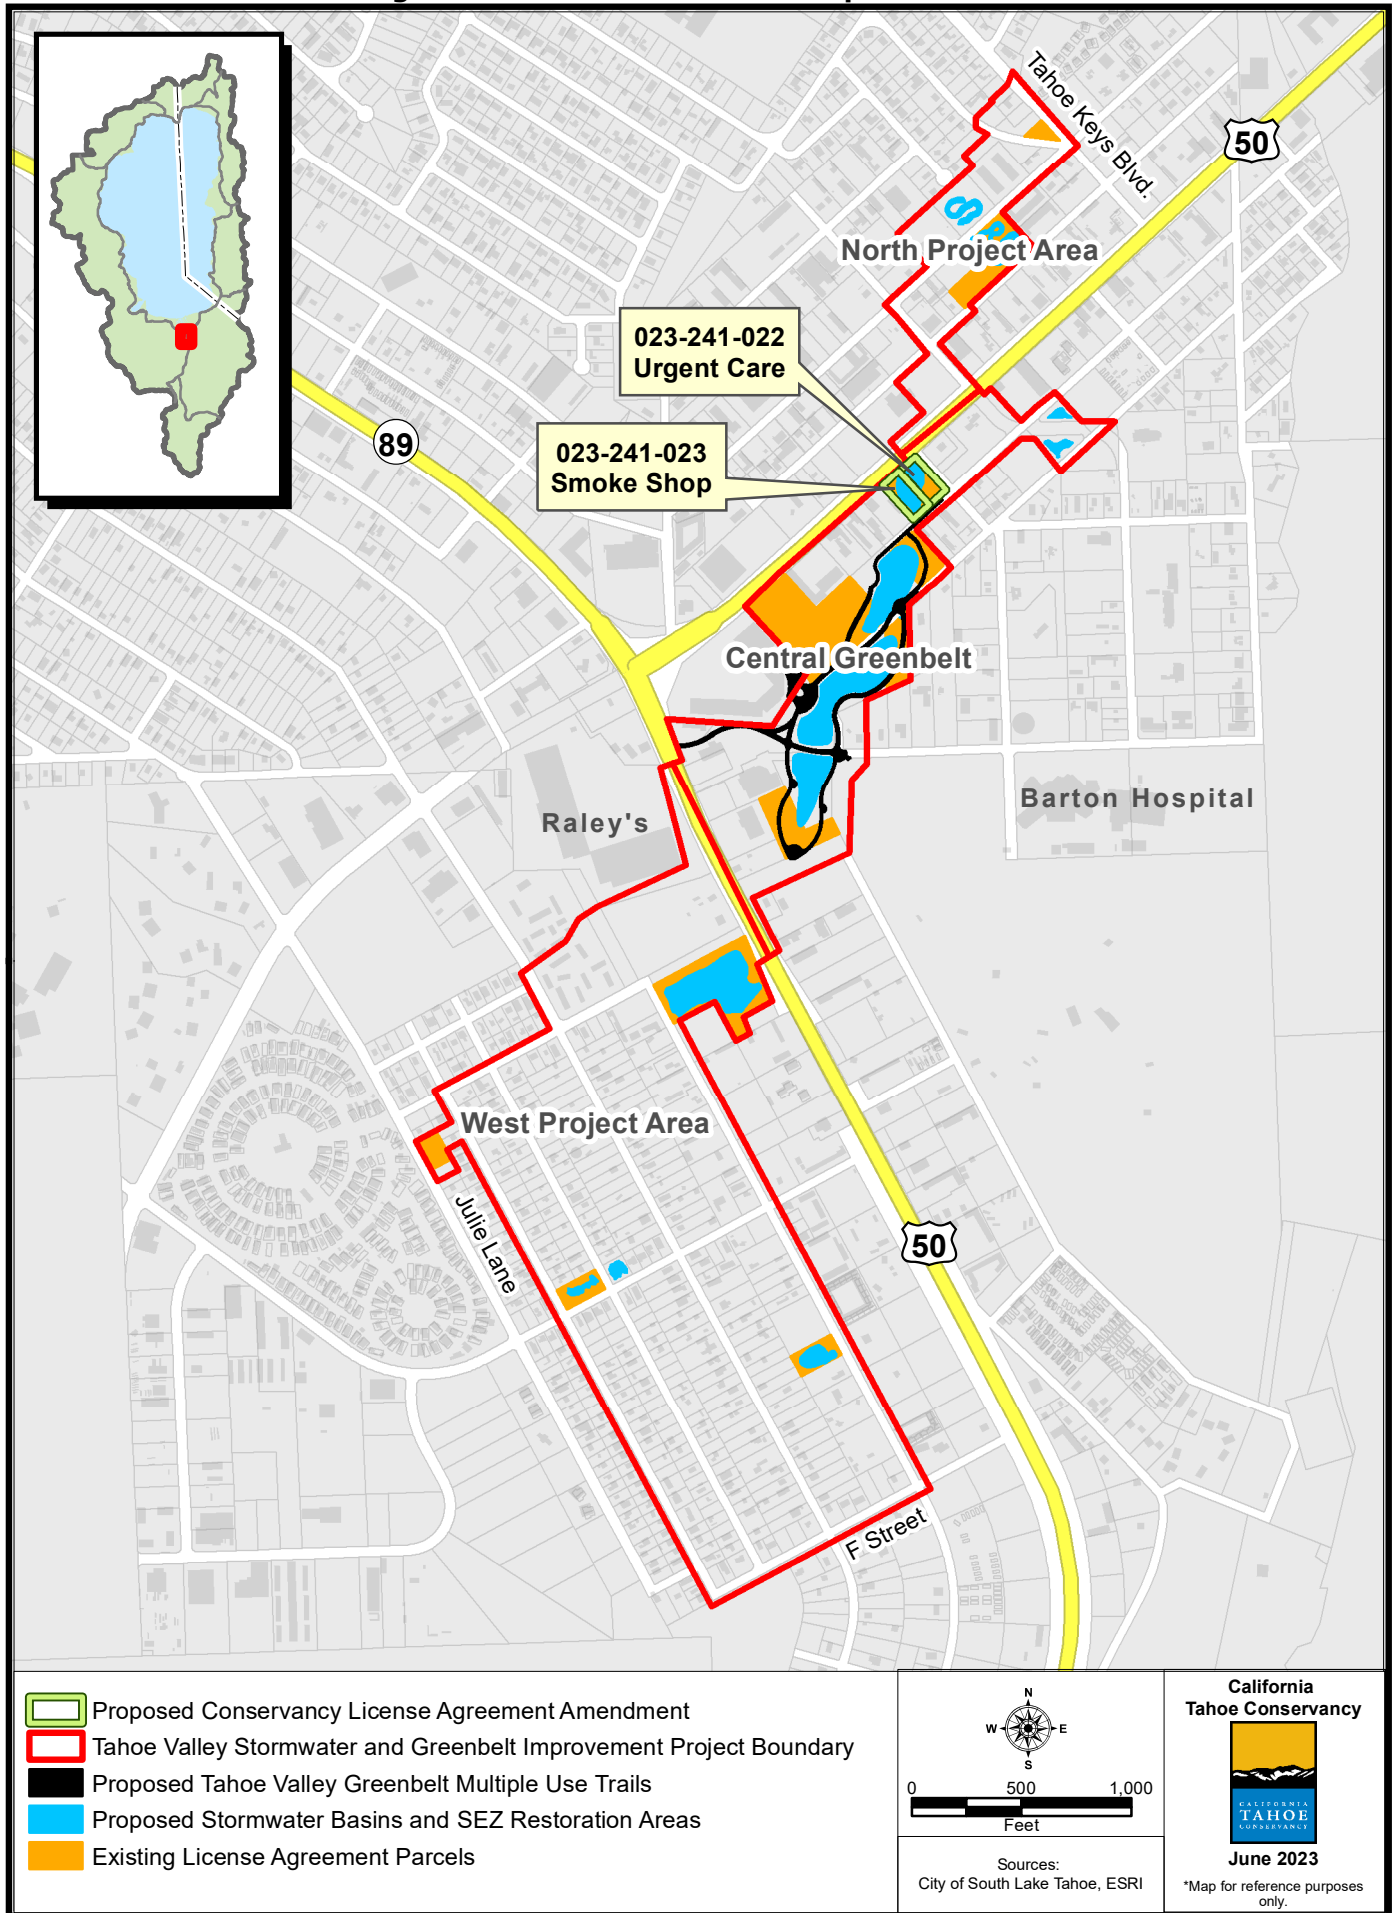 Tahoe Keys Blvd.
50
North Project Area
023-241-022
Urgent Care
89
023-241-023
Smoke Shop
Central Greenbelt
Barton Hospital
Raley's
West Project Area
Julie Lane
50
F Street
Proposed Conservancy License Agreement Amendment
Tahoe Valley Stormwater and Greenbelt Improvement Project Boundary
Proposed Tahoe Valley Greenbelt Multiple Use Trails
Proposed Stormwater Basins and SEZ Restoration Areas
Existing License Agreement Parcels
N
W E
S
0 500 1,000
Feet
Sources:
City of South Lake Tahoe, ESRI
California
Tahoe Conservancy
CALIFORNIA
TAHOE
CONSERVANCY
June 2023
*Map for reference purposes
only.